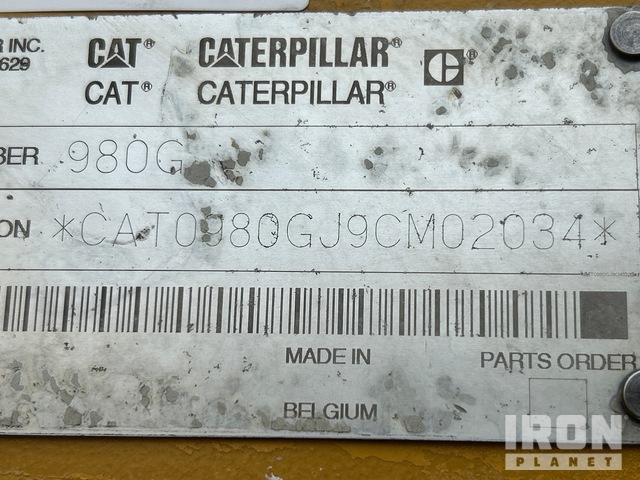 R INC.
629
CAT® CATERPILLAR®
CAT® CATERPILLAR®
BER 980G
ON *CAT0980GJ9CM02034*
MADE IN PARTS ORDER
BELGIUM
IRON
PLANET